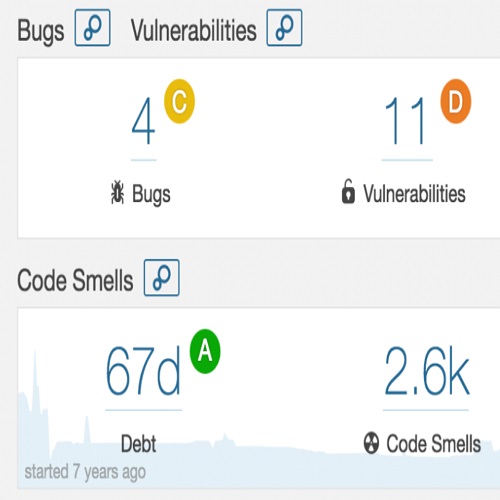 Bugs Vulnerabilities
4 C 11 D
Bugs Vulnerabilities
Code Smells
67d A 2.6k
Debt Code Smells
started 7 years ago